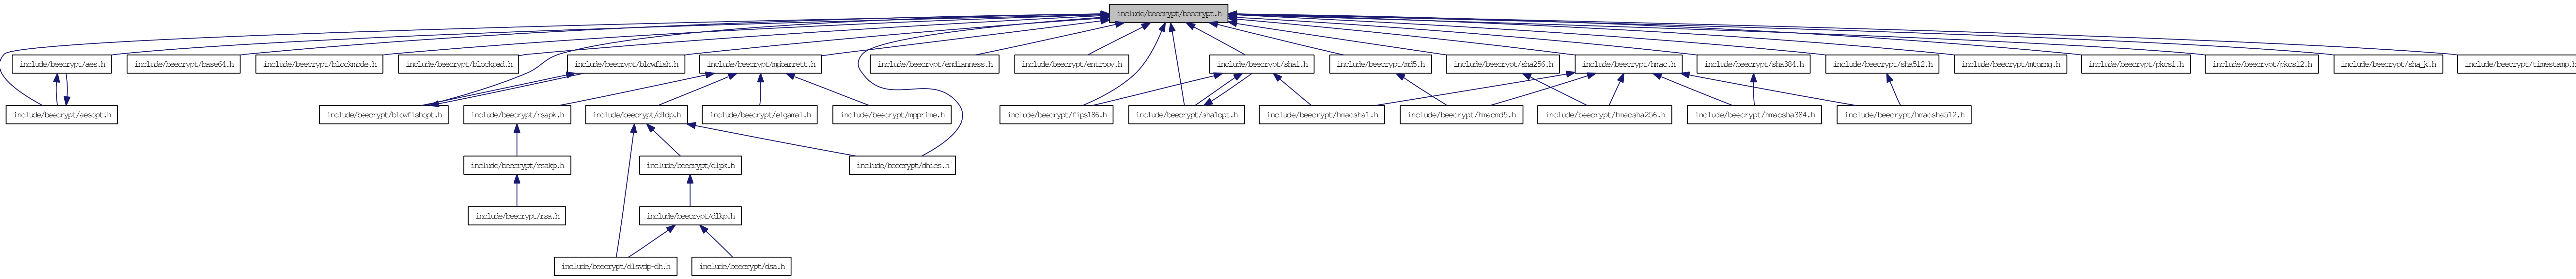 include/beecrypt/beecrypt.h
include/beecrypt/aes.h
include/beecrypt/base64.h
include/beecrypt/blockmode.h
include/beecrypt/blockpad.h
include/beecrypt/blowfish.h
include/beecrypt/mpbarrett.h
include/beecrypt/endianness.h
include/beecrypt/entropy.h
include/beecrypt/sha1.h
include/beecrypt/md5.h
include/beecrypt/sha256.h
include/beecrypt/hmac.h
include/beecrypt/sha384.h
include/beecrypt/sha512.h
include/beecrypt/mtprng.h
include/beecrypt/pkcs1.h
include/beecrypt/pkcs12.h
include/beecrypt/sha_k.h
include/beecrypt/timestamp.h
include/beecrypt/aesopt.h
include/beecrypt/blowfishopt.h
include/beecrypt/rsapk.h
include/beecrypt/dldp.h
include/beecrypt/elgamal.h
include/beecrypt/mpprime.h
include/beecrypt/fips186.h
include/beecrypt/sha1opt.h
include/beecrypt/hmacsha1.h
include/beecrypt/hmacmd5.h
include/beecrypt/hmacsha256.h
include/beecrypt/hmacsha384.h
include/beecrypt/hmacsha512.h
include/beecrypt/rsakp.h
include/beecrypt/dlpk.h
include/beecrypt/dhies.h
include/beecrypt/rsa.h
include/beecrypt/dlkp.h
include/beecrypt/dlsvdp-dh.h
include/beecrypt/dsa.h